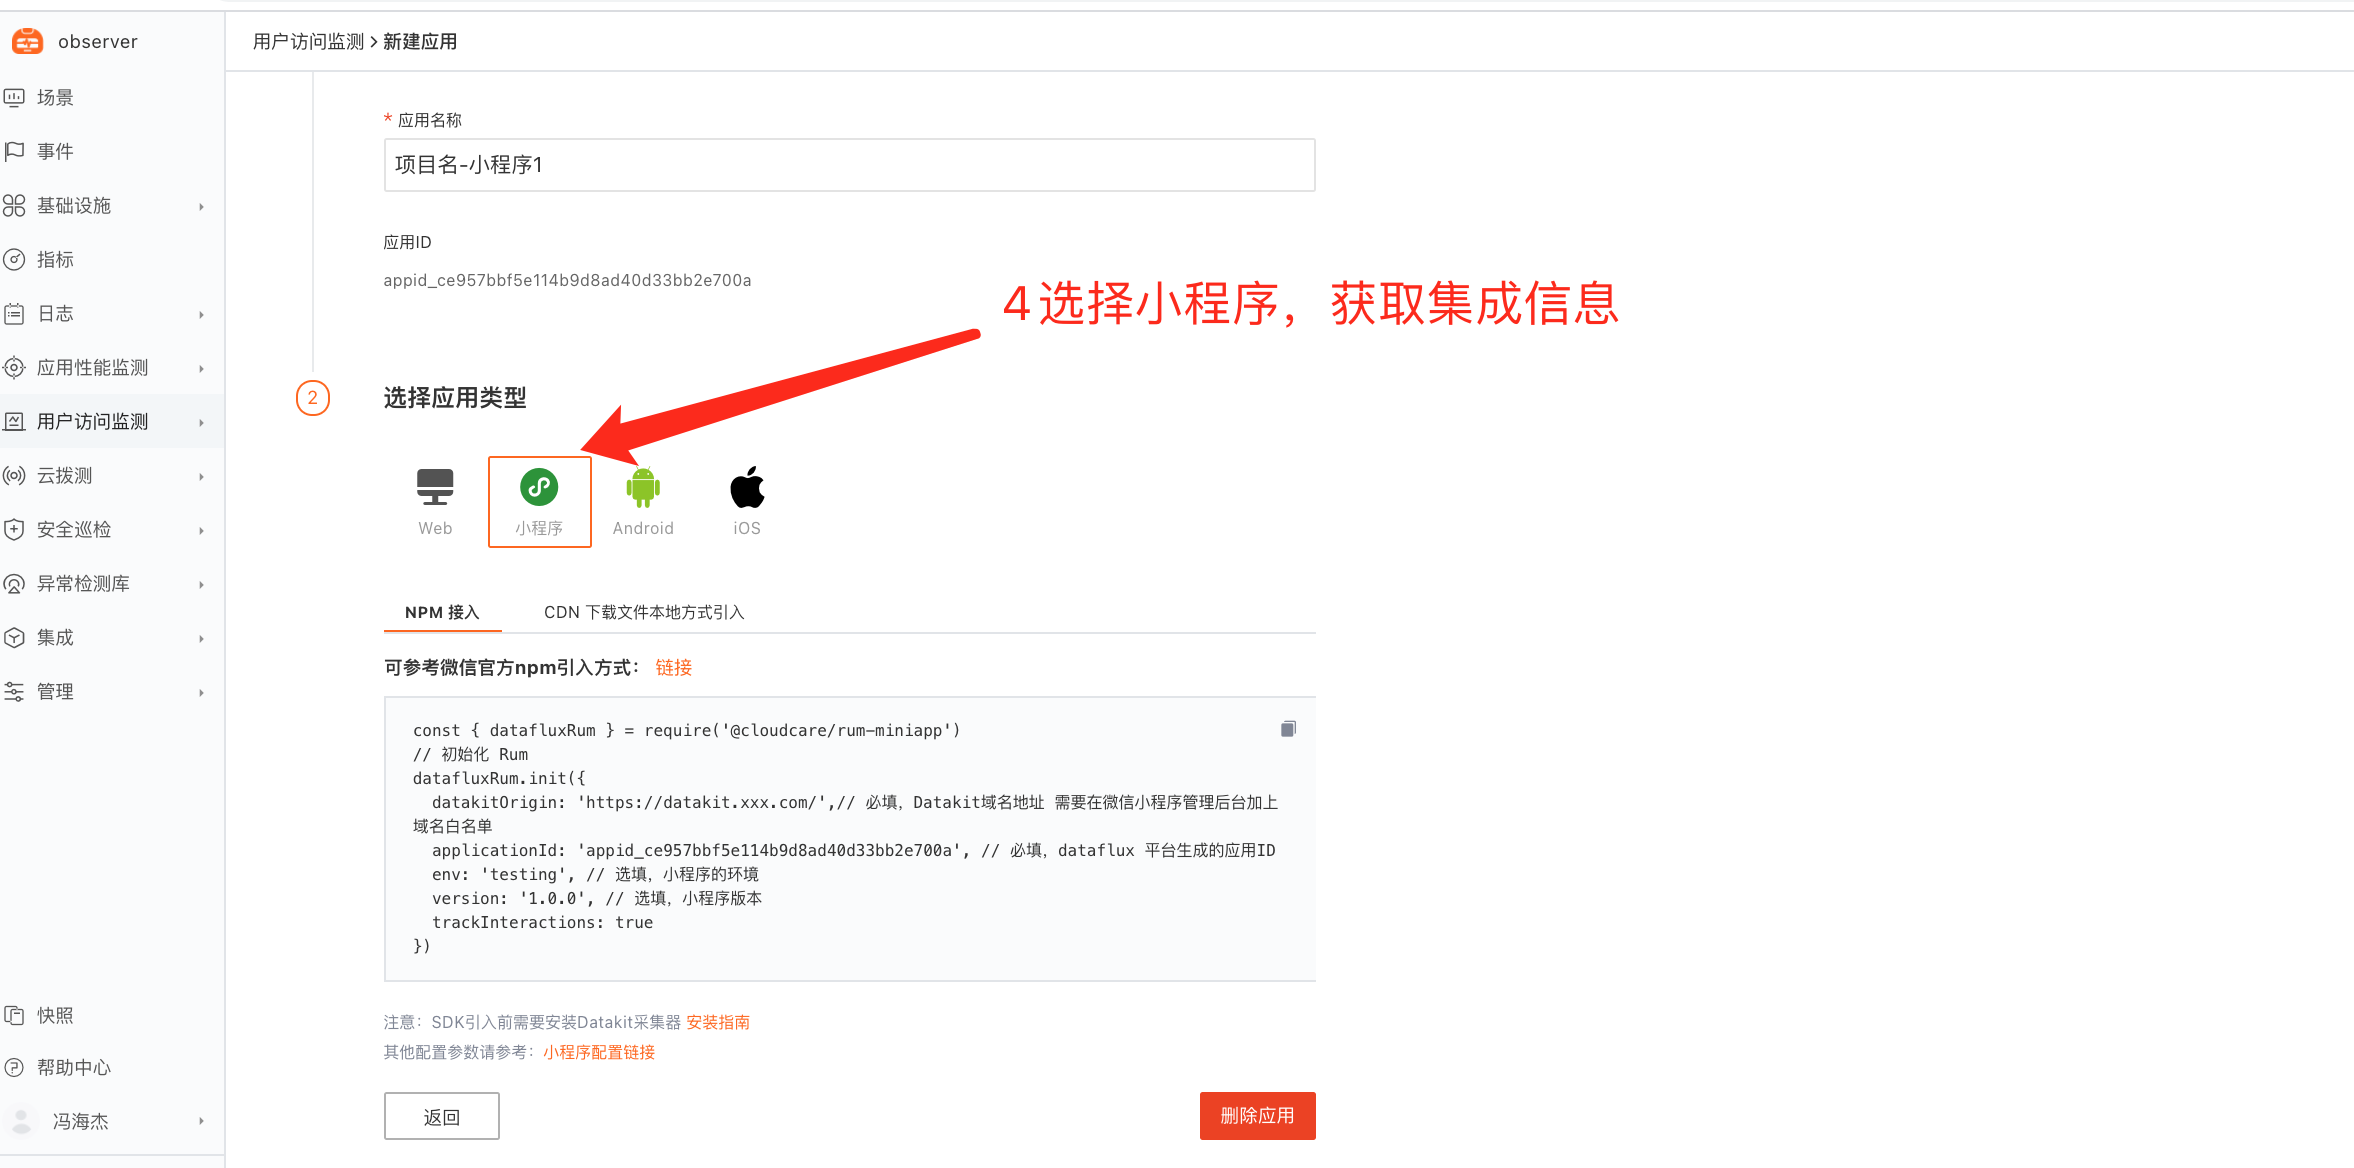 observer
场景
事件
基础设施
指标
日志
应用性能监测
用户访问监测
云拨测
安全巡检
异常检测库
集成
管理
快照
帮助中心
冯海杰
用户访问监测 > 新建应用
* 应用名称
项目名-小程序1
应用ID
appid_ce957bbf5e114b9d8ad40d33bb2e700a
4选择小程序，获取集成信息
2 选择应用类型
Web 小程序 Android iOS
NPM 接入 CDN 下载文件本地方式引入
可参考微信官方npm引入方式： 链接
const { datafluxRum } = require('@cloudcare/rum-miniapp')
// 初始化 Rum
datafluxRum.init({
  datakitOrigin: 'https://datakit.xxx.com/',// 必填，Datakit域名地址 需要在微信小程序管理后台加上
域名白名单
  applicationId: 'appid_ce957bbf5e114b9d8ad40d33bb2e700a', // 必填，dataflux 平台生成的应用ID
  env: 'testing', // 选填，小程序的环境
  version: '1.0.0', // 选填，小程序版本
  trackInteractions: true
})
注意：SDK引入前需要安装Datakit采集器 安装指南
其他配置参数请参考：小程序配置链接
返回 删除应用